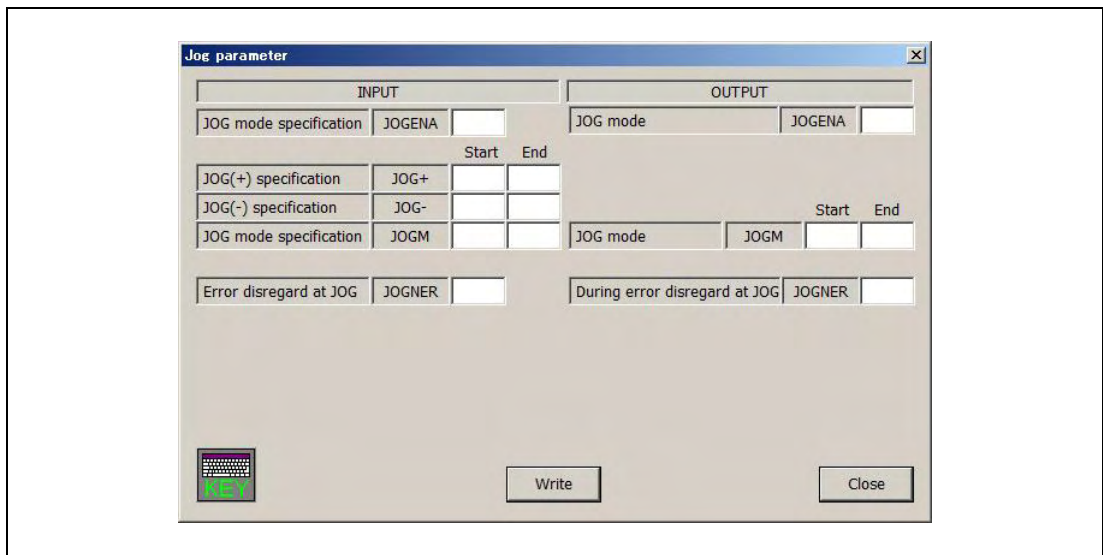 Jog parameter
INPUT OUTPUT
JOG mode specification JOGENA JOG mode JOGENA
Start End
JOG(+) specification JOG+
JOG(-) specification JOG- Start End
JOG mode specification JOGM JOG mode JOGM
Error disregard at JOG JOGNER During error disregard at JOG JOGNER
KEY Write Close